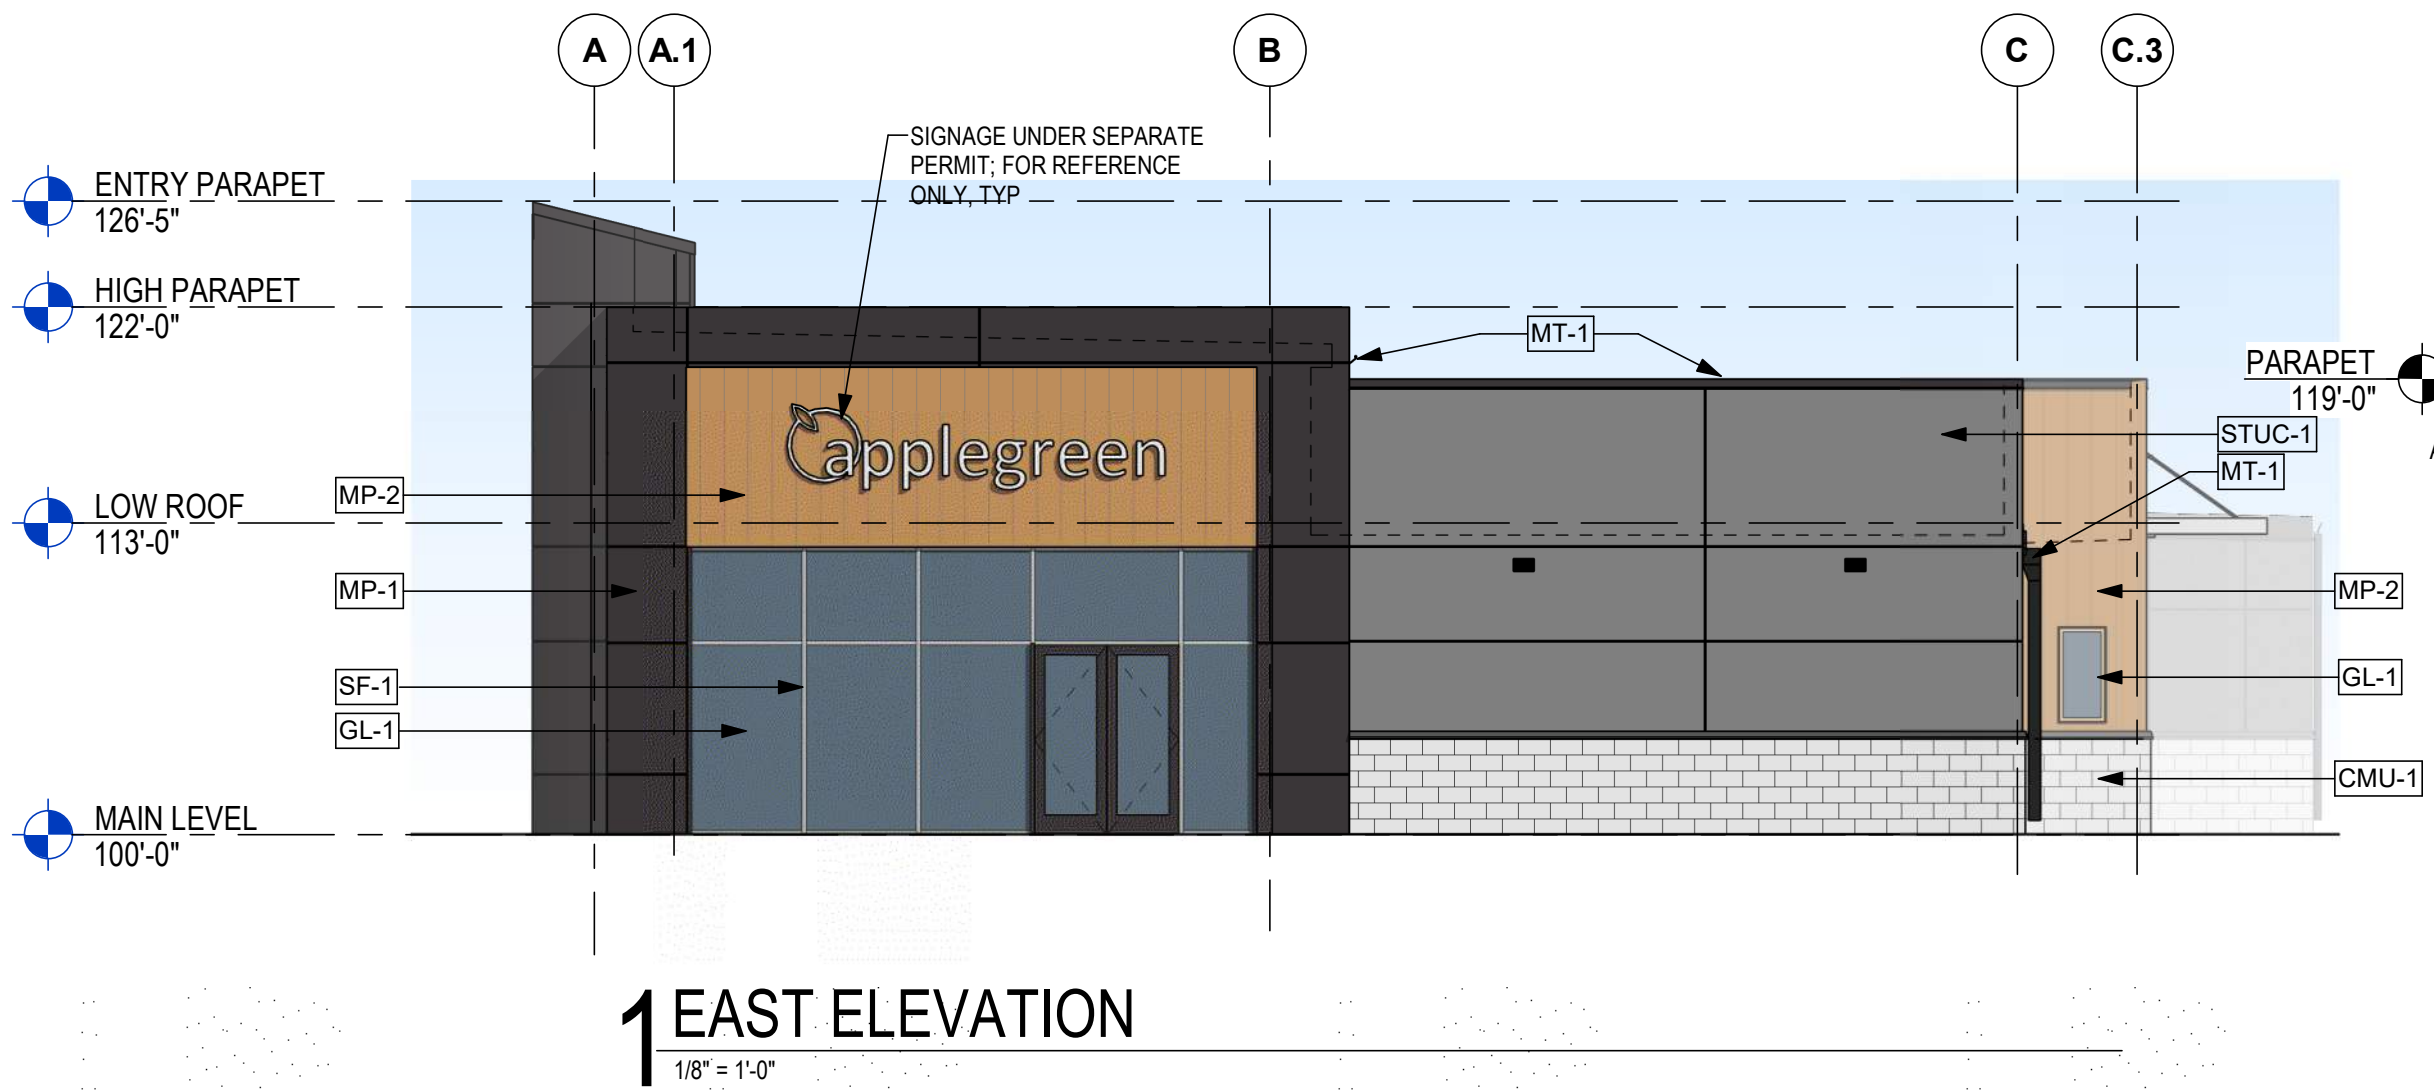 A
A.1
B
C
C.3
SIGNAGE UNDER SEPARATE
PERMIT; FOR REFERENCE
ONLY, TYP
ENTRY PARAPET
126'-5"
HIGH PARAPET
122'-0"
MT-1
PARAPET
119'-0"
STUC-1
MT-1
applegreen
MP-2
LOW ROOF
113'-0"
MP-1
MP-2
SF-1
GL-1
GL-1
CMU-1
MAIN LEVEL
100'-0"
1 EAST ELEVATION
1/8" = 1'-0"